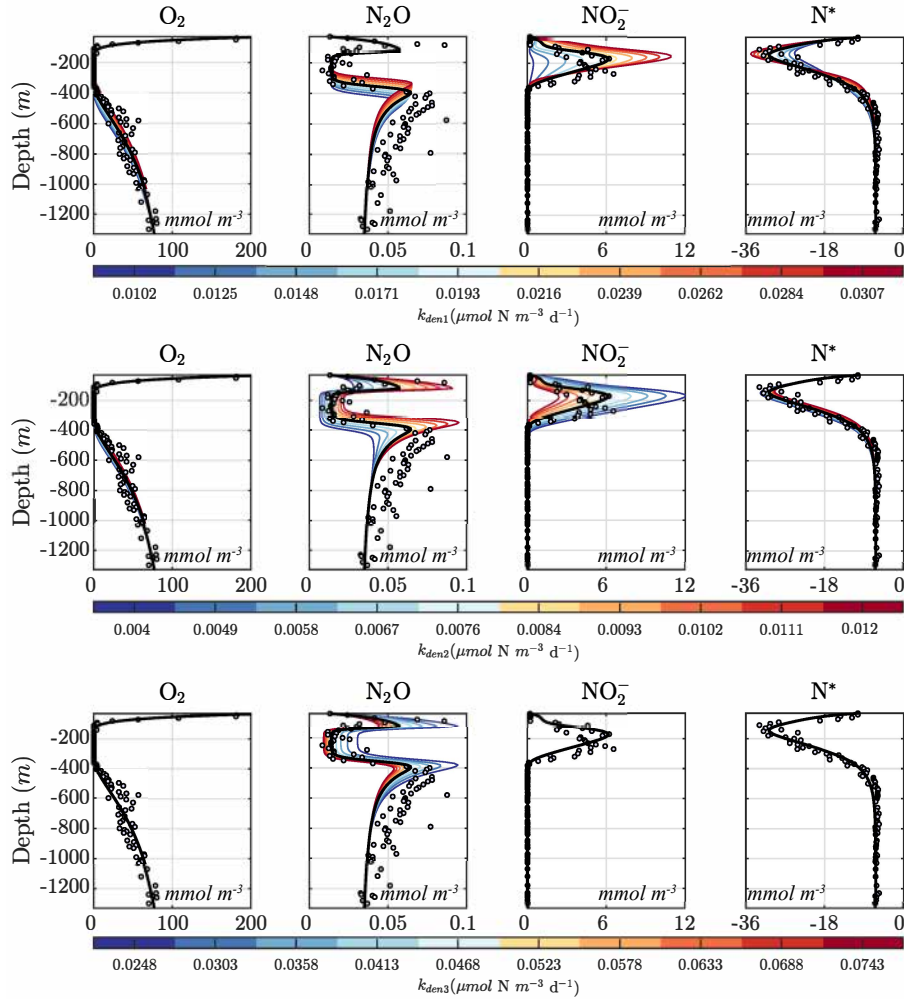 O₂ N₂O NO₂⁻ N*
Depth (m)
-200
-400
-600
-800
-1000
-1200
mmol m⁻³ mmol m⁻³ mmol m⁻³ mmol m⁻³
0 100 200 0 0.05 0.1 0 6 12 -36 -18 0
0.0102 0.0125 0.0148 0.0171 0.0193 0.0216 0.0239 0.0262 0.0284 0.0307
k_den1(μmol N m⁻³ d⁻¹)
O₂ N₂O NO₂⁻ N*
Depth (m)
-200
-400
-600
-800
-1000
-1200
mmol m⁻³ mmol m⁻³ mmol m⁻³ mmol m⁻³
0 100 200 0 0.05 0.1 0 6 12 -36 -18 0
0.004 0.0049 0.0058 0.0067 0.0076 0.0084 0.0093 0.0102 0.0111 0.012
k_den2(μmol N m⁻³ d⁻¹)
O₂ N₂O NO₂⁻ N*
Depth (m)
-200
-400
-600
-800
-1000
-1200
mmol m⁻³ mmol m⁻³ mmol m⁻³ mmol m⁻³
0 100 200 0 0.05 0.1 0 6 12 -36 -18 0
0.0248 0.0303 0.0358 0.0413 0.0468 0.0523 0.0578 0.0633 0.0688 0.0743
k_den3(μmol N m⁻³ d⁻¹)